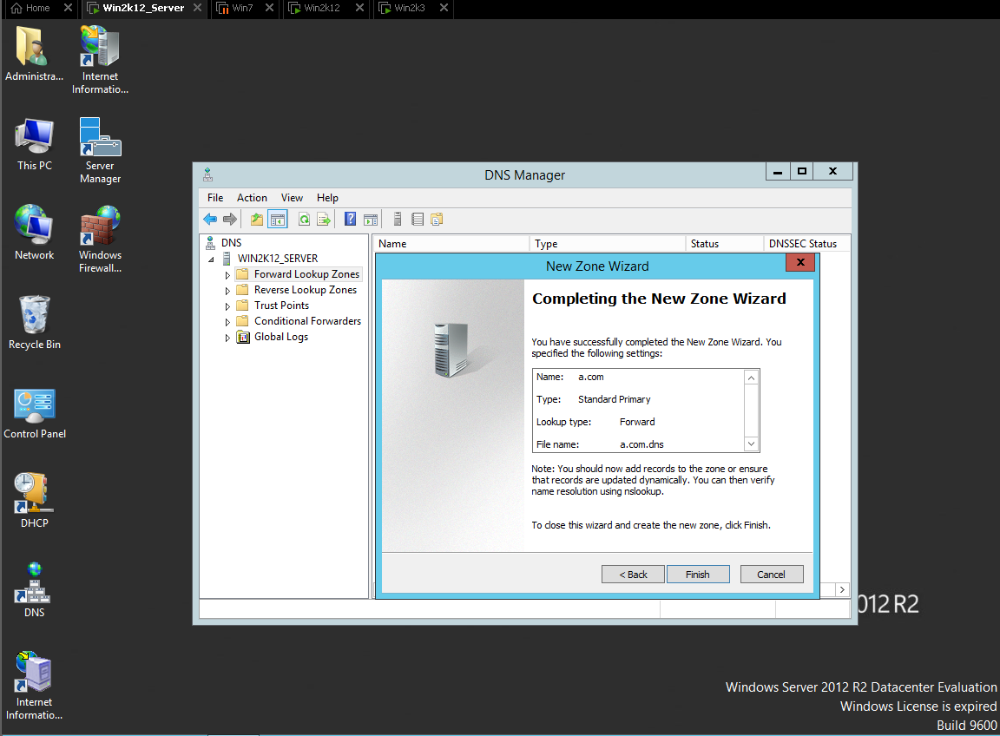 Home
Win2k12_Server
Win7
Win2k12
Win2k3
Administra...
Internet
Informatio...
This PC
Server
Manager
Network
Windows
Firewall...
Recycle Bin
Control Panel
DHCP
DNS
Internet
Informatio...
DNS Manager
File Action View Help
DNS
WIN2K12_SERVER
Forward Lookup Zones
Reverse Lookup Zones
Trust Points
Conditional Forwarders
Global Logs
Name Type Status DNSSEC Status
New Zone Wizard
Completing the New Zone Wizard
You have successfully completed the New Zone Wizard. You
specified the following settings:
Name: a.com
Type: Standard Primary
Lookup type: Forward
File name: a.com.dns
Note: You should now add records to the zone or ensure
that records are updated dynamically. You can then verify
name resolution using nslookup.
To close this wizard and create the new zone, click Finish.
< Back Finish Cancel
2012 R2
Windows Server 2012 R2 Datacenter Evaluation
Windows License is expired
Build 9600